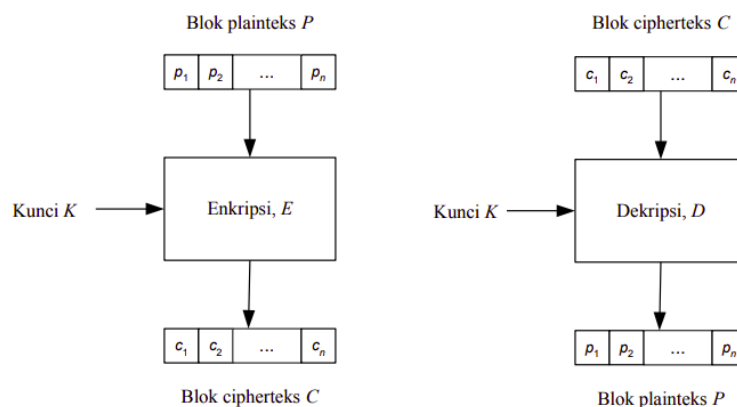 Blok plainteks P
p1 p2 ... pn
Kunci K
Enkripsi, E
c1 c2 ... cn
Blok cipherteks C
Blok cipherteks C
c1 c2 ... cn
Kunci K
Dekripsi, D
p1 p2 ... pn
Blok plainteks P